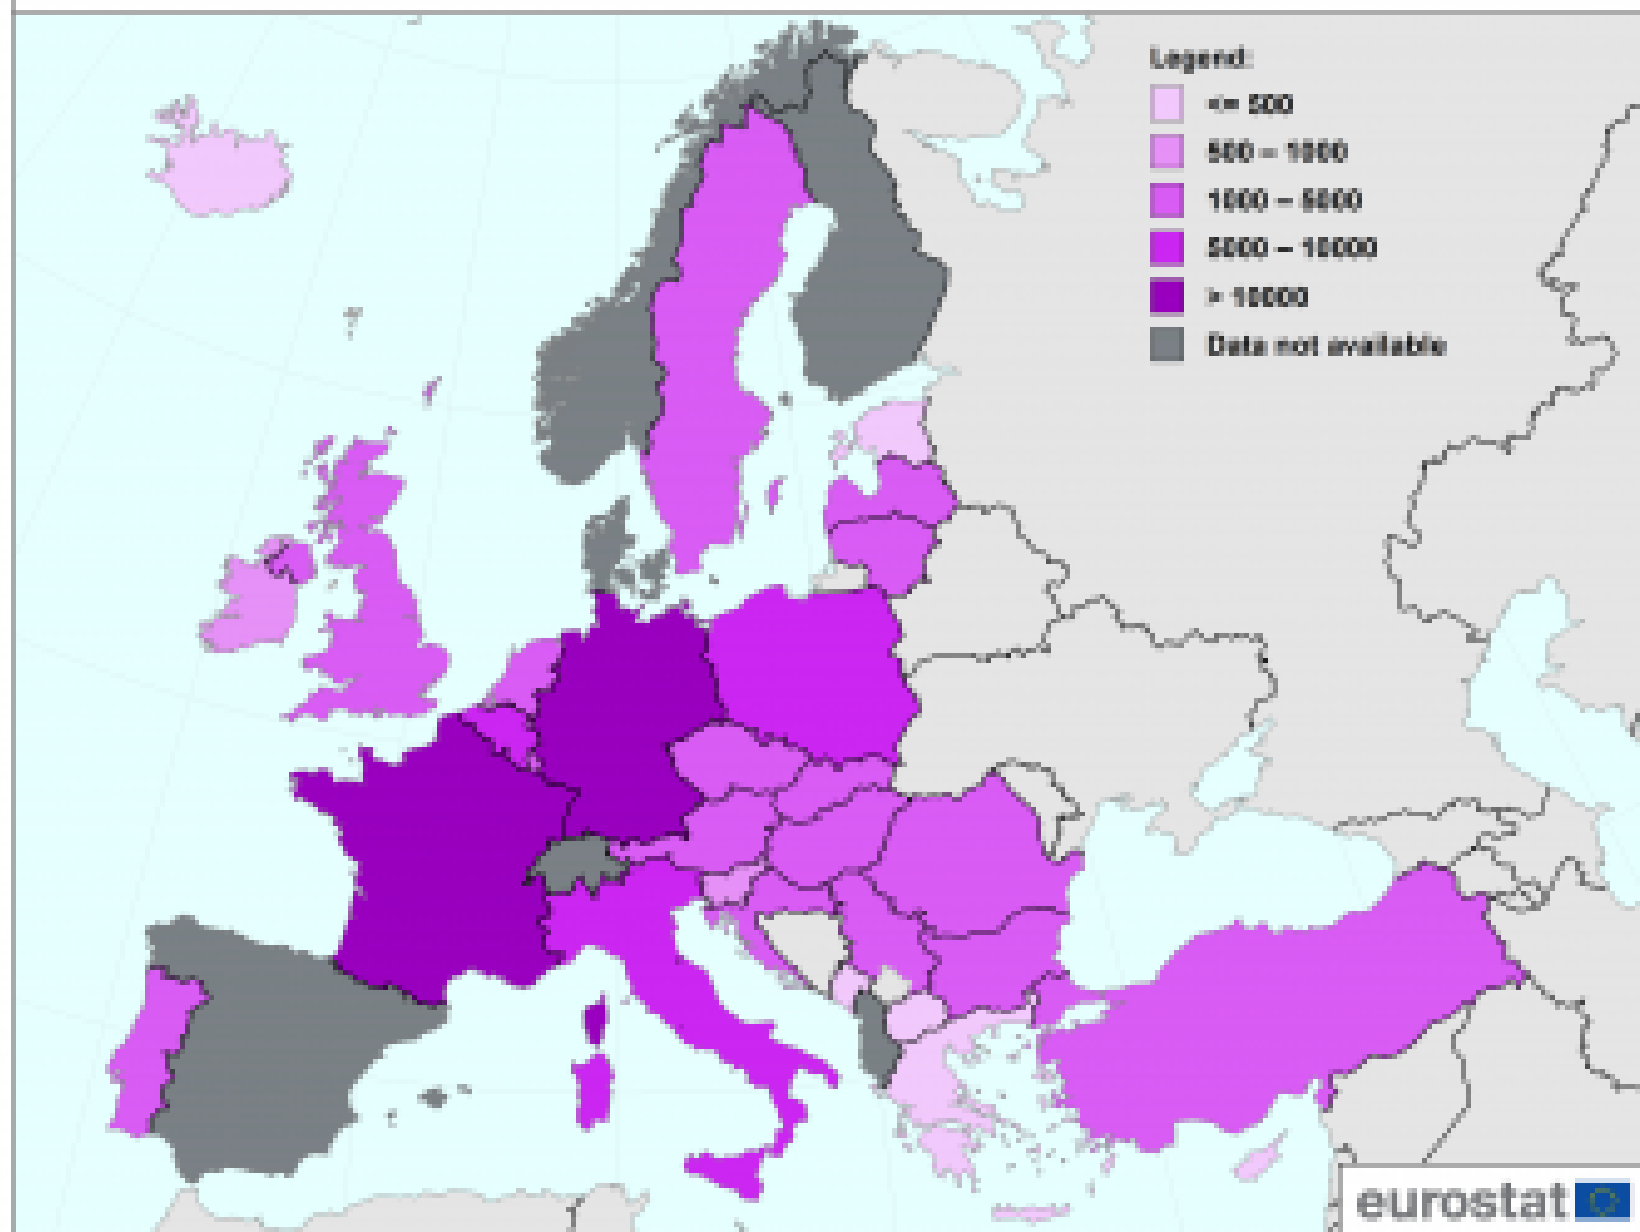 Legend:
<= 500
500 – 1000
1000 – 5000
5000 – 10000
> 10000
Data not available
eurostat